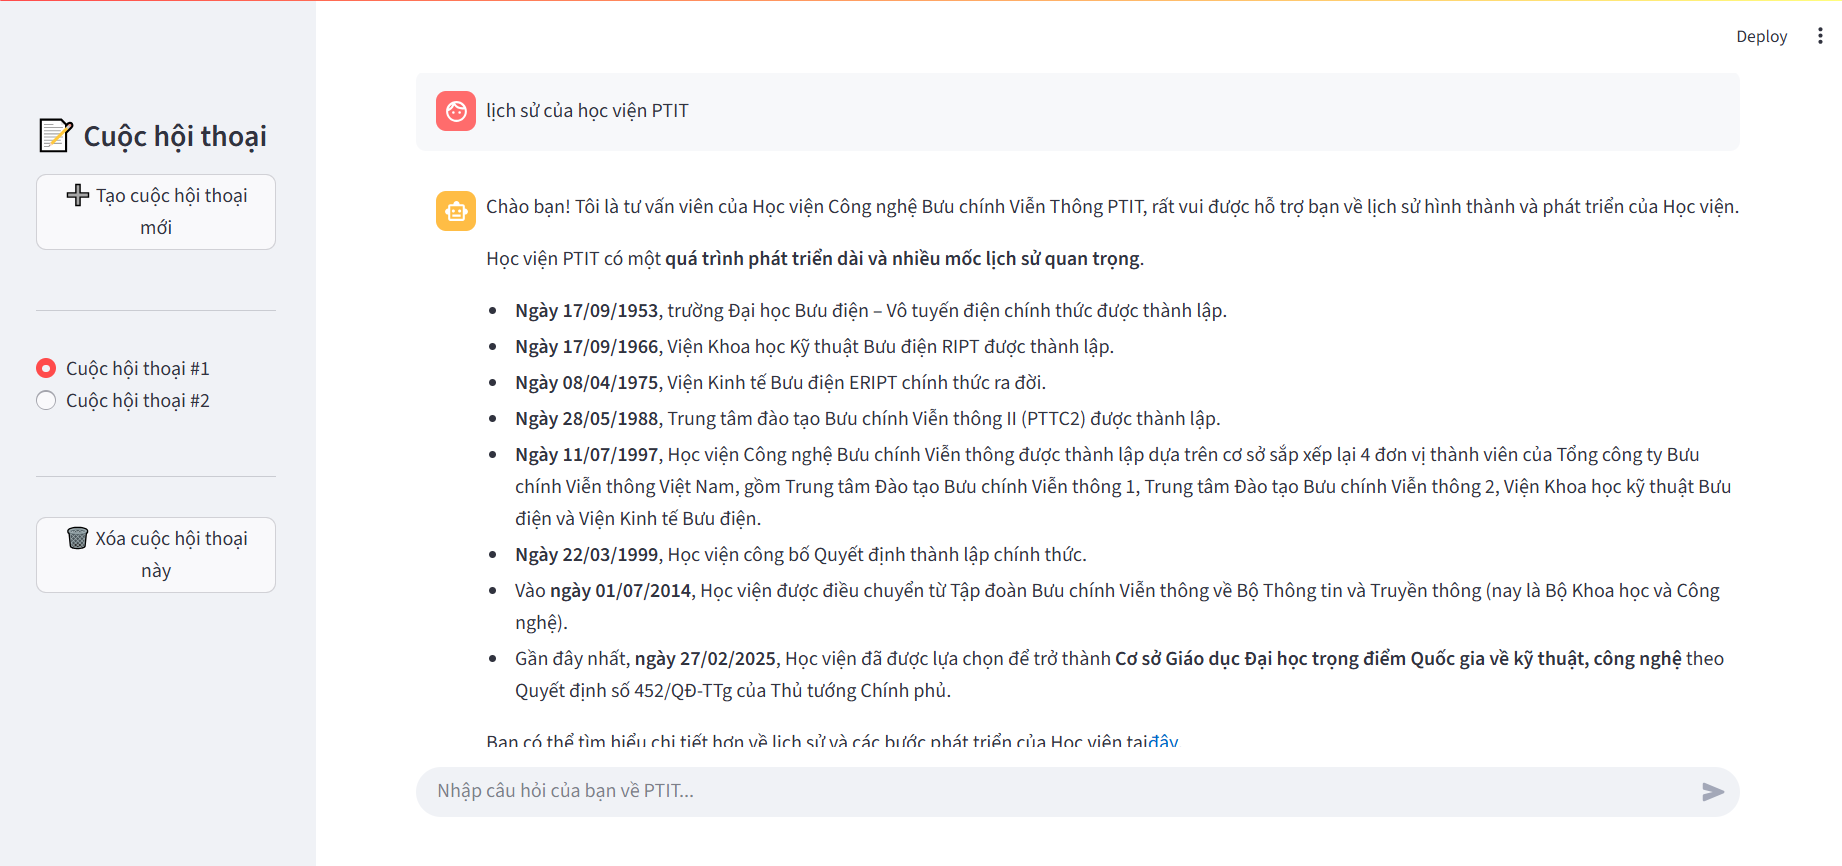 Deploy
Cuộc hội thoại
Tạo cuộc hội thoại
mới
Cuộc hội thoại #1
Cuộc hội thoại #2
Xóa cuộc hội thoại
này
lịch sử của học viện PTIT
Chào bạn! Tôi là tư vấn viên của Học viện Công nghệ Bưu chính Viễn Thông PTIT, rất vui được hỗ trợ bạn về lịch sử hình thành và phát triển của Học viện.
Học viện PTIT có một quá trình phát triển dài và nhiều mốc lịch sử quan trọng.
Ngày 17/09/1953, trường Đại học Bưu điện – Vô tuyến điện chính thức được thành lập.
Ngày 17/09/1966, Viện Khoa học Kỹ thuật Bưu điện RIPT được thành lập.
Ngày 08/04/1975, Viện Kinh tế Bưu điện ERIPT chính thức ra đời.
Ngày 28/05/1988, Trung tâm đào tạo Bưu chính Viễn thông II (PTTC2) được thành lập.
Ngày 11/07/1997, Học viện Công nghệ Bưu chính Viễn thông được thành lập dựa trên cơ sở sắp xếp lại 4 đơn vị thành viên của Tổng công ty Bưu
chính Viễn thông Việt Nam, gồm Trung tâm Đào tạo Bưu chính Viễn thông 1, Trung tâm Đào tạo Bưu chính Viễn thông 2, Viện Khoa học kỹ thuật Bưu
điện và Viện Kinh tế Bưu điện.
Ngày 22/03/1999, Học viện công bố Quyết định thành lập chính thức.
Vào ngày 01/07/2014, Học viện được điều chuyển từ Tập đoàn Bưu chính Viễn thông về Bộ Thông tin và Truyền thông (nay là Bộ Khoa học và Công
nghệ).
Gần đây nhất, ngày 27/02/2025, Học viện đã được lựa chọn để trở thành Cơ sở Giáo dục Đại học trọng điểm Quốc gia về kỹ thuật, công nghệ theo
Quyết định số 452/QĐ-TTg của Thủ tướng Chính phủ.
Bạn có thể tìm hiểu chi tiết hơn về lịch sử và các bước phát triển của Học viện tạiđây
Nhập câu hỏi của bạn về PTIT...